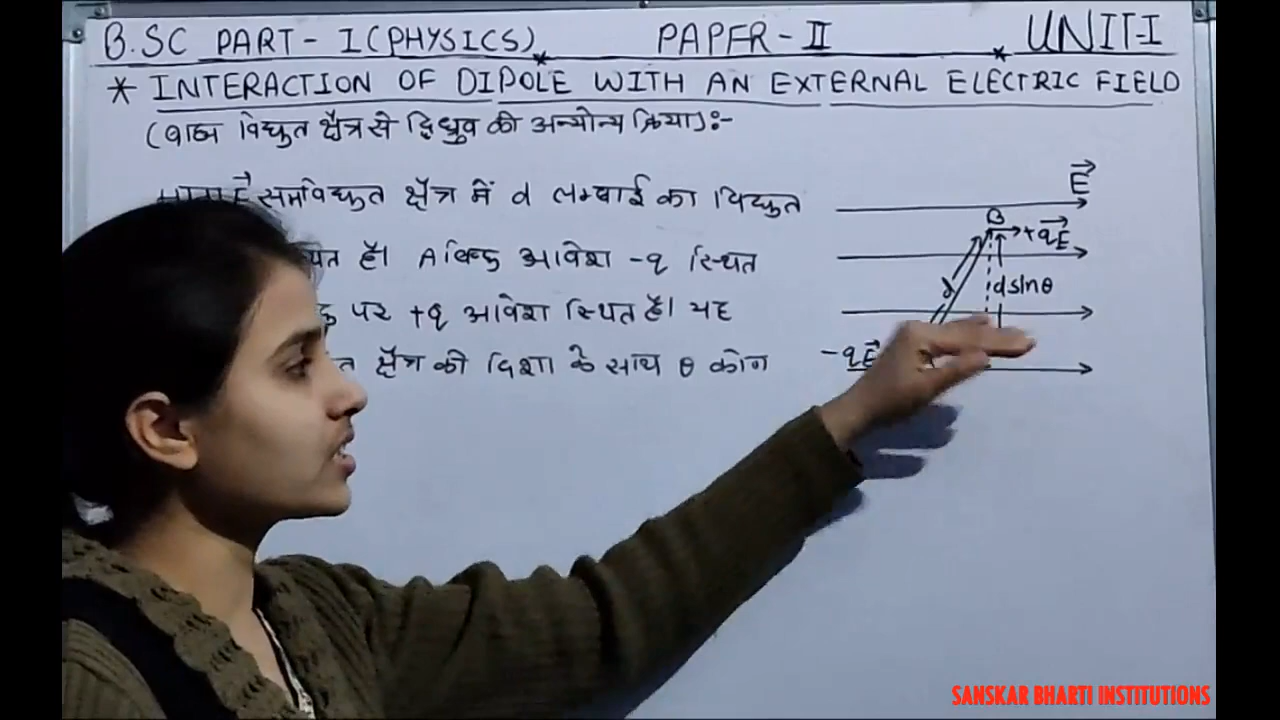 B.SC PART-I(PHYSICS) PAPER-II UNIT-I
* INTERACTION OF DIPOLE WITH AN EXTERNAL ELECTRIC FIELD
(बाह्य विद्युत क्षेत्र से द्विध्रुव की अन्योन्य क्रिया):-
समविद्युत क्षेत्र में d लम्बाई का विद्युत
है। A बिन्दु आवेश -q स्थित
पर +q आवेश स्थित है। यह
क्षेत्र की दिशा के साथ θ कोण
E
B
+qE
d
dsinθ
-qE
SANSKAR BHARTI INSTITUTIONS